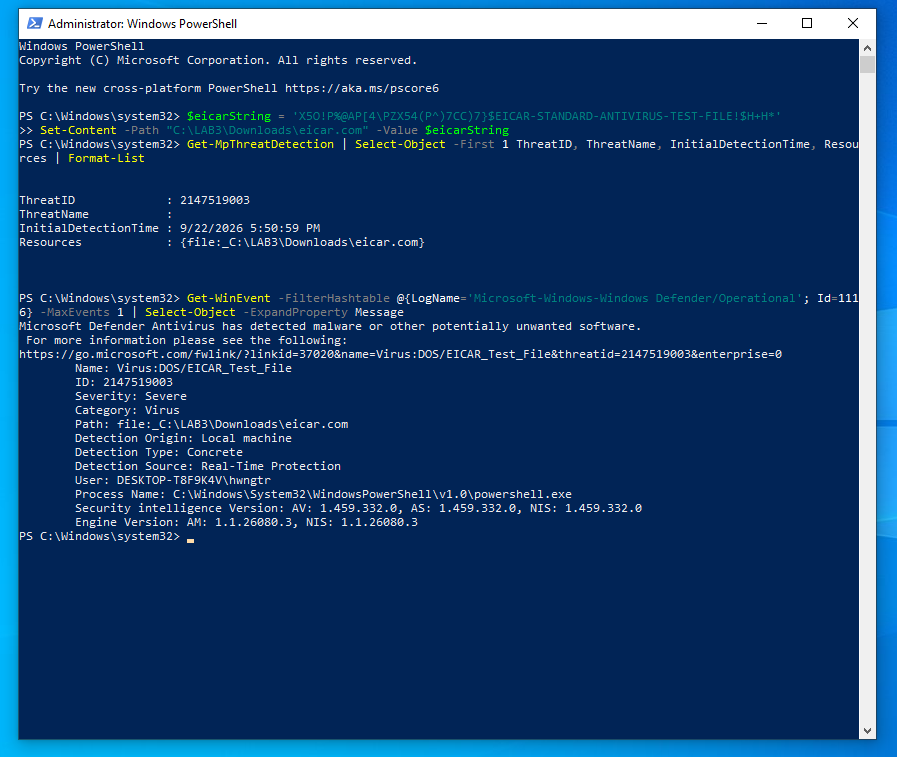 Administrator: Windows PowerShell
Windows PowerShell
Copyright (C) Microsoft Corporation. All rights reserved.
Try the new cross-platform PowerShell https://aka.ms/pscore6
PS C:\Windows\system32> $eicarString = 'X5O!P%@AP[4\PZX54(P^)7CC)7}$EICAR-STANDARD-ANTIVIRUS-TEST-FILE!$H+H*'
>> Set-Content -Path "C:\LAB3\Downloads\eicar.com" -Value $eicarString
PS C:\Windows\system32> Get-MpThreatDetection | Select-Object -First 1 ThreatID, ThreatName, InitialDetectionTime, Resou
rces | Format-List
ThreatID : 2147519003
ThreatName :
InitialDetectionTime : 9/22/2026 5:50:59 PM
Resources : {file:_C:\LAB3\Downloads\eicar.com}
PS C:\Windows\system32> Get-WinEvent -FilterHashtable @{LogName='Microsoft-Windows-Windows Defender/Operational'; Id=111
6} -MaxEvents 1 | Select-Object -ExpandProperty Message
Microsoft Defender Antivirus has detected malware or other potentially unwanted software.
For more information please see the following:
https://go.microsoft.com/fwlink/?linkid=37020&name=Virus:DOS/EICAR_Test_File&threatid=2147519003&enterprise=0
Name: Virus:DOS/EICAR_Test_File
ID: 2147519003
Severity: Severe
Category: Virus
Path: file:_C:\LAB3\Downloads\eicar.com
Detection Origin: Local machine
Detection Type: Concrete
Detection Source: Real-Time Protection
User: DESKTOP-T8F9K4V\hwngtr
Process Name: C:\Windows\System32\WindowsPowerShell\v1.0\powershell.exe
Security intelligence Version: AV: 1.459.332.0, AS: 1.459.332.0, NIS: 1.459.332.0
Engine Version: AM: 1.1.26080.3, NIS: 1.1.26080.3
PS C:\Windows\system32>